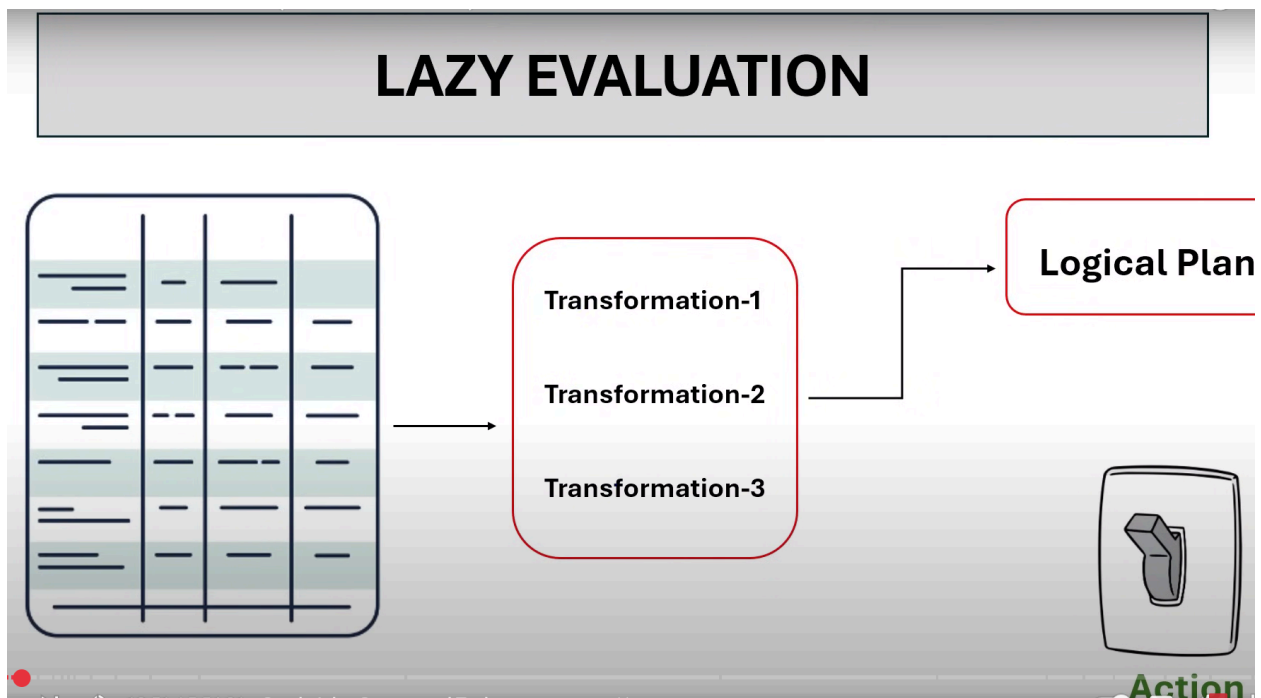 LAZY EVALUATION
Transformation-1
Transformation-2
Transformation-3
Logical Plan
Action